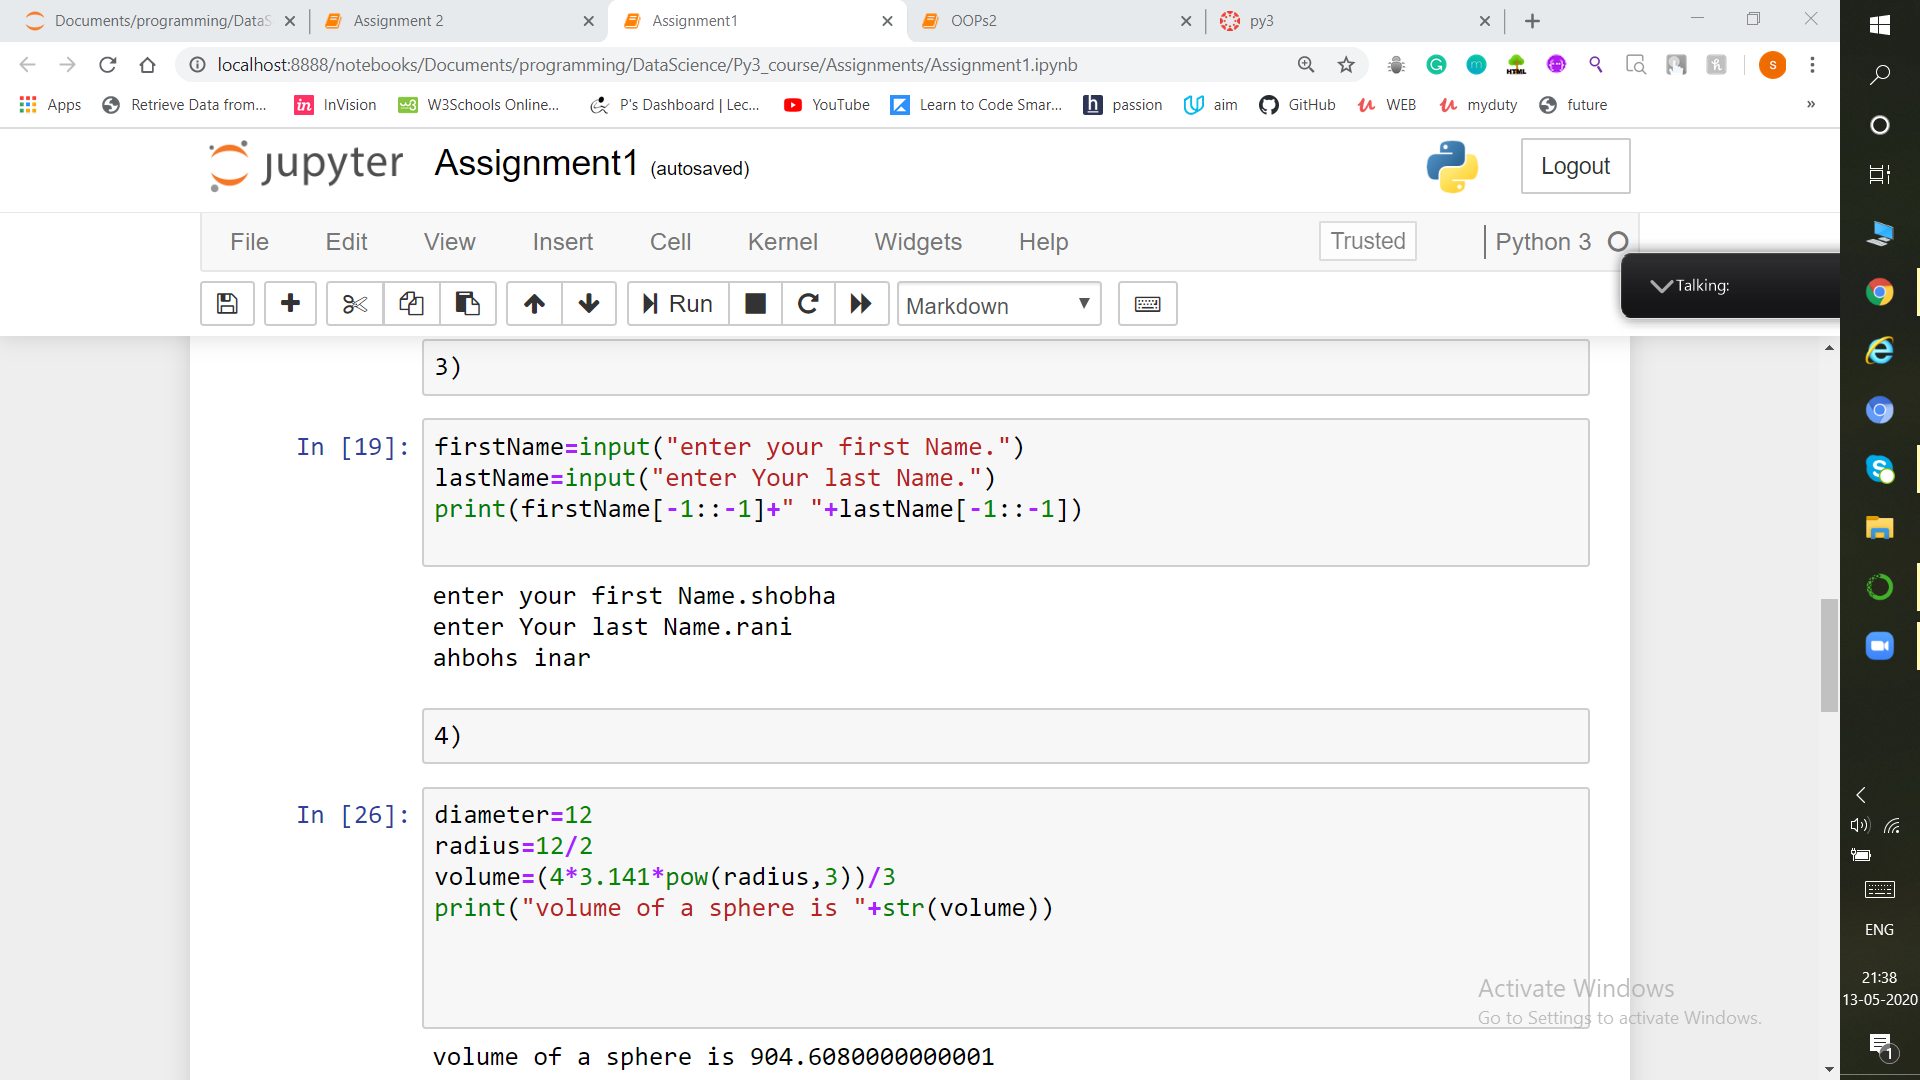 Documents/programming/DataS
Assignment 2
Assignment1
OOPs2
py3
localhost:8888/notebooks/Documents/programming/DataScience/Py3_course/Assignments/Assignment1.ipynb
Apps
Retrieve Data from...
InVision
W3Schools Online...
P's Dashboard | Lec...
YouTube
Learn to Code Smar...
passion
aim
GitHub
WEB
myduty
future
»
jupyter Assignment1 (autosaved)
Logout
File Edit View Insert Cell Kernel Widgets Help
Trusted
Python 3
Talking:
Run
Markdown
3)
In [19]:
firstName=input("enter your first Name.")
lastName=input("enter Your last Name.")
print(firstName[-1::-1]+" "+lastName[-1::-1])
enter your first Name.shobha
enter Your last Name.rani
ahbohs inar
4)
In [26]:
diameter=12
radius=12/2
volume=(4*3.141*pow(radius,3))/3
print("volume of a sphere is "+str(volume))
volume of a sphere is 904.6080000000001
Activate Windows
Go to Settings to activate Windows.
ENG
21:38
13-05-2020
1